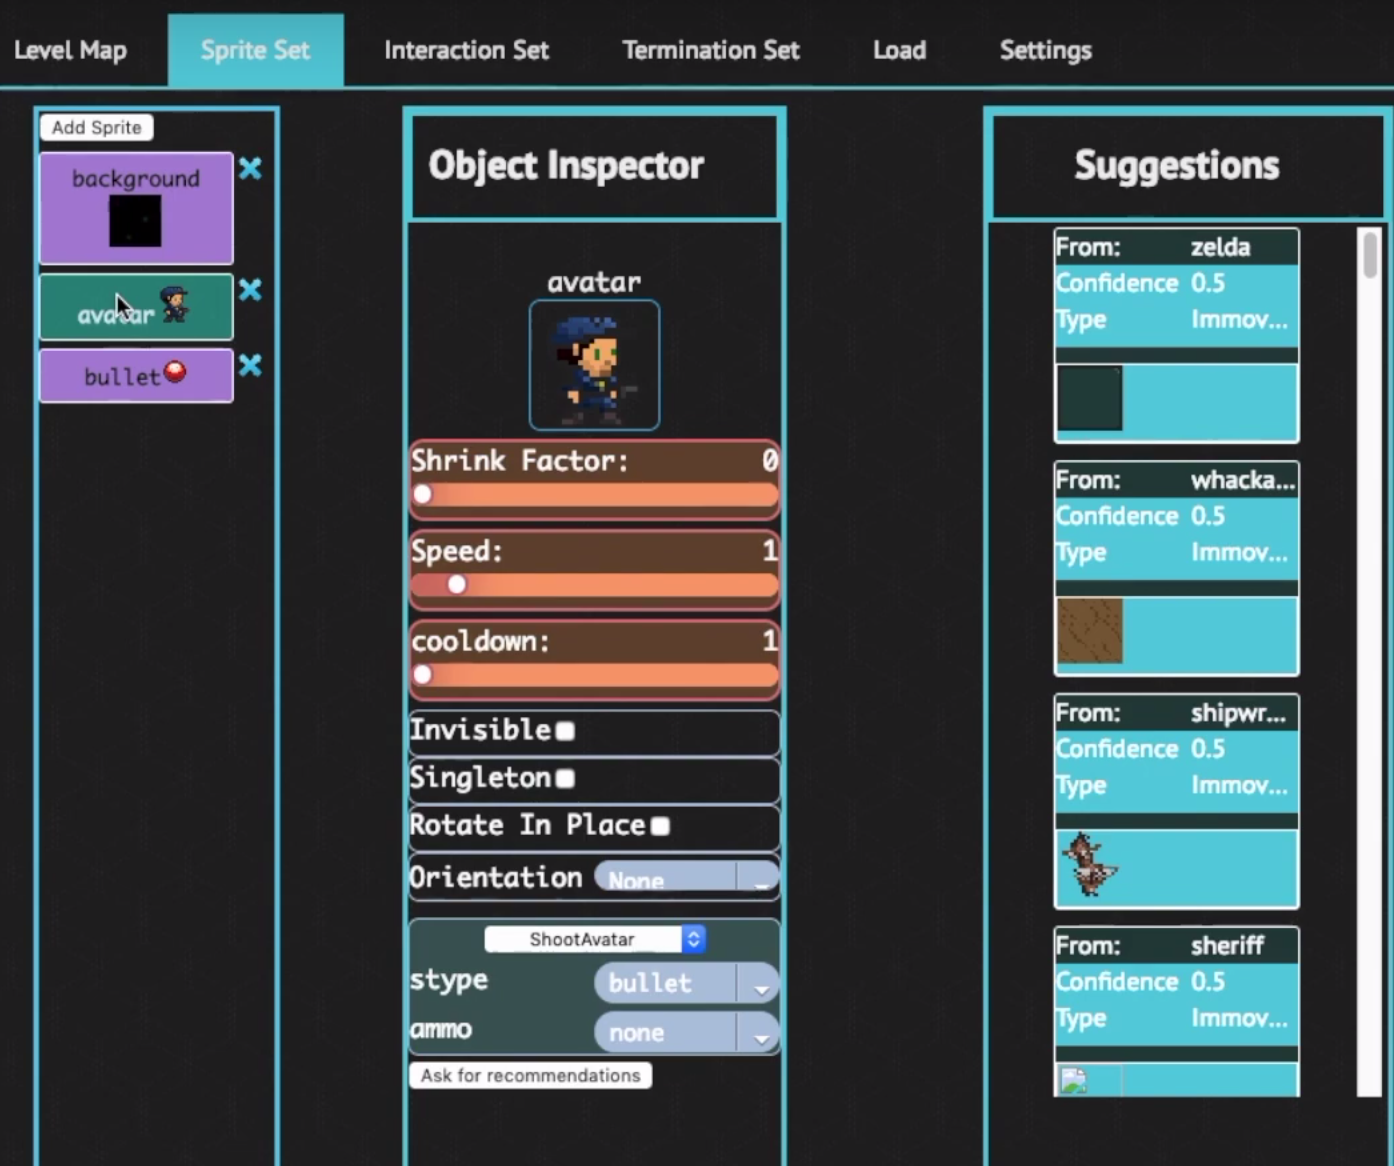 Level Map
Sprite Set
Interaction Set
Termination Set
Load
Settings
Add Sprite
background
avatar
bullet
Object Inspector
avatar
Shrink Factor: 0
Speed: 1
cooldown: 1
Invisible
Singleton
Rotate In Place
Orientation None
ShootAvatar
stype bullet
ammo none
Ask for recommendations
Suggestions
From: zelda
Confidence 0.5
Type Immov...
From: whacka...
Confidence 0.5
Type Immov...
From: shipwr...
Confidence 0.5
Type Immov...
From: sheriff
Confidence 0.5
Type Immov...